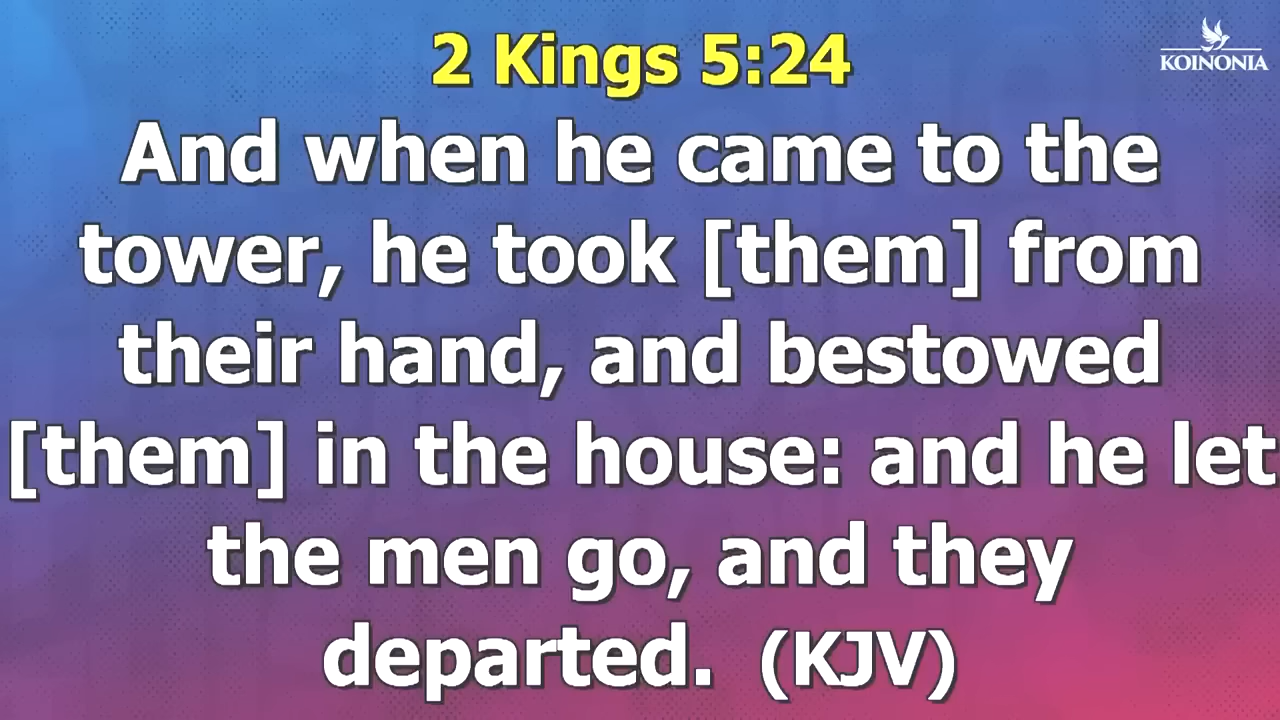 2 Kings 5:24
KOINONIA
And when he came to the
tower, he took [them] from
their hand, and bestowed
[them] in the house: and he let
the men go, and they
departed. (KJV)